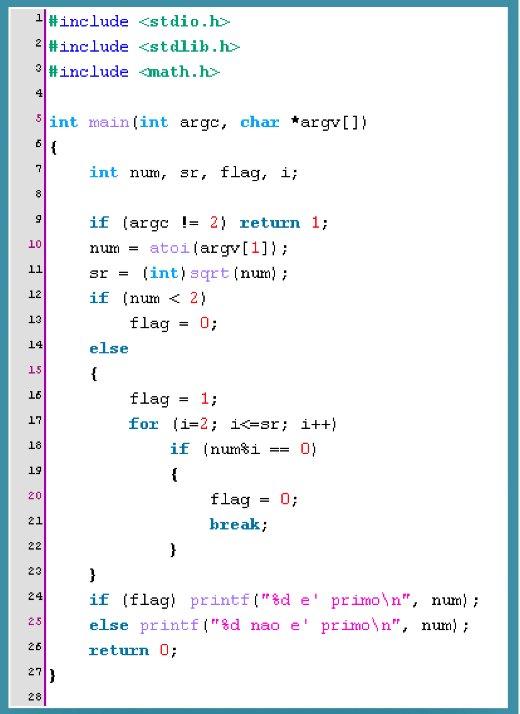 1 #include <stdio.h>
2 #include <stdlib.h>
3 #include <math.h>
4
5 int main(int argc, char *argv[])
6 {
7     int num, sr, flag, i;
8
9     if (argc != 2) return 1;
10     num = atoi(argv[1]);
11     sr = (int)sqrt(num);
12     if (num < 2)
13         flag = 0;
14     else
15     {
16         flag = 1;
17         for (i=2; i<=sr; i++)
18             if (num%i == 0)
19             {
20                 flag = 0;
21                 break;
22             }
23     }
24     if (flag) printf("%d e' primo\n", num);
25     else printf("%d nao e' primo\n", num);
26     return 0;
27 }
28